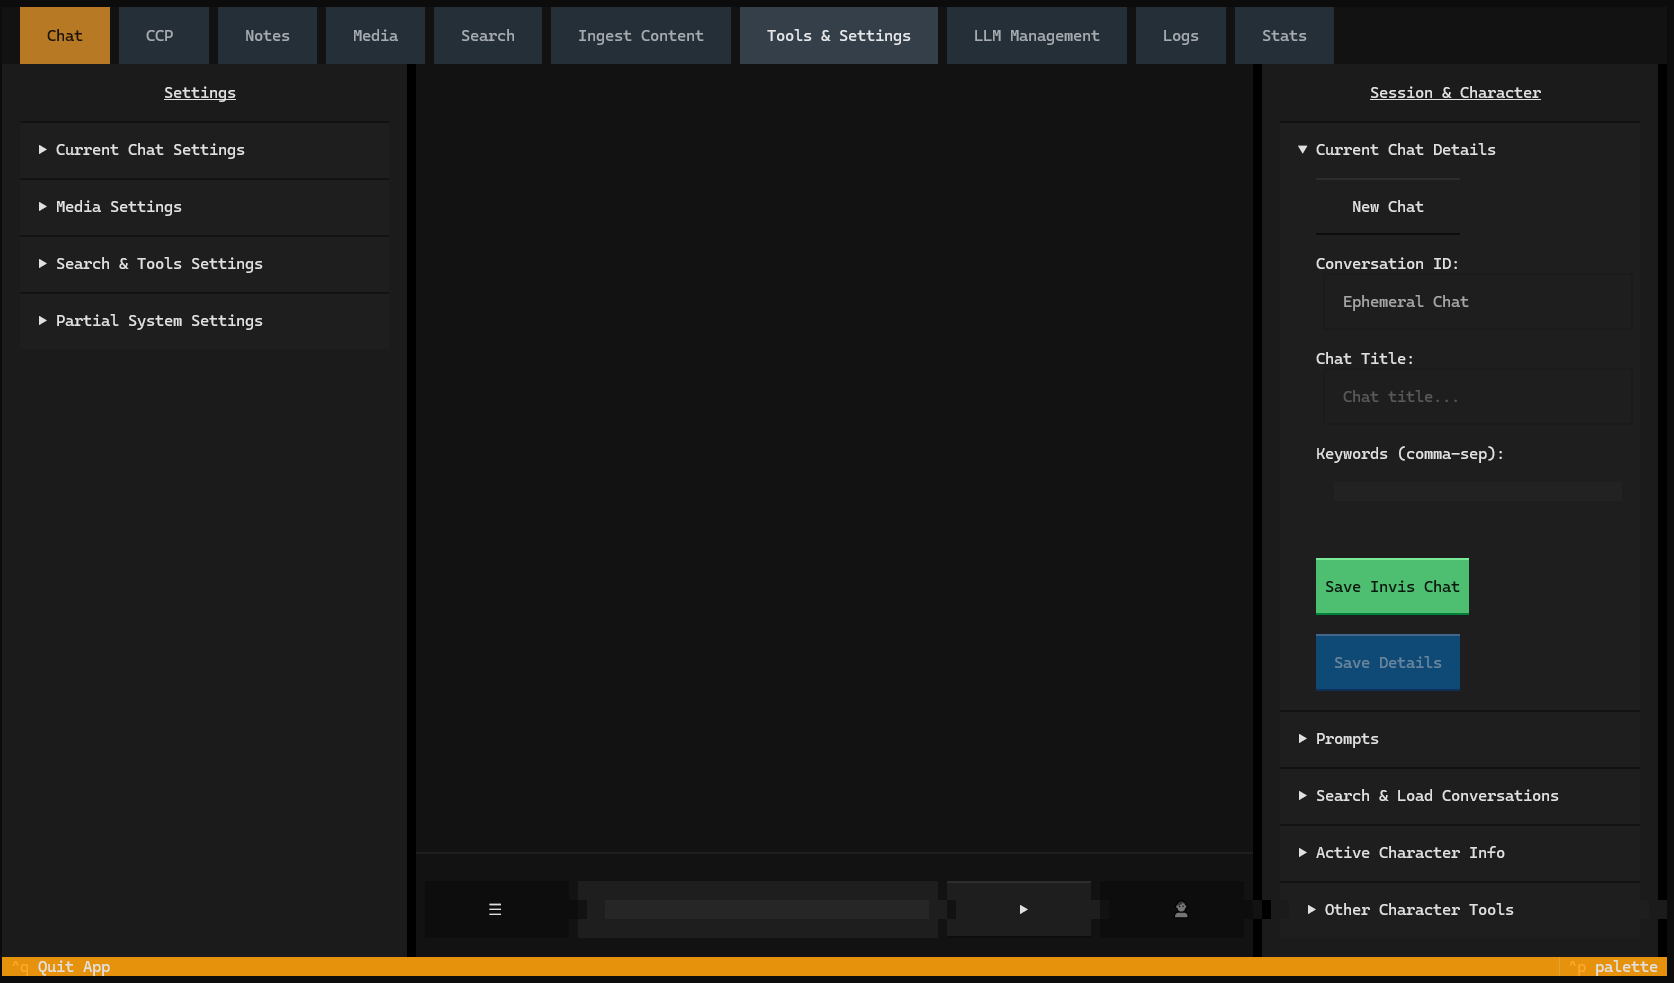 Chat CCP Notes Media Search Ingest Content Tools & Settings LLM Management Logs Stats
Settings
▶ Current Chat Settings
▶ Media Settings
▶ Search & Tools Settings
▶ Partial System Settings
Session & Character
▼ Current Chat Details
New Chat
Conversation ID:
Ephemeral Chat
Chat Title:
Chat title...
Keywords (comma-sep):
Save Invis Chat
Save Details
▶ Prompts
▶ Search & Load Conversations
▶ Active Character Info
▶ Other Character Tools
^q Quit App
^p palette